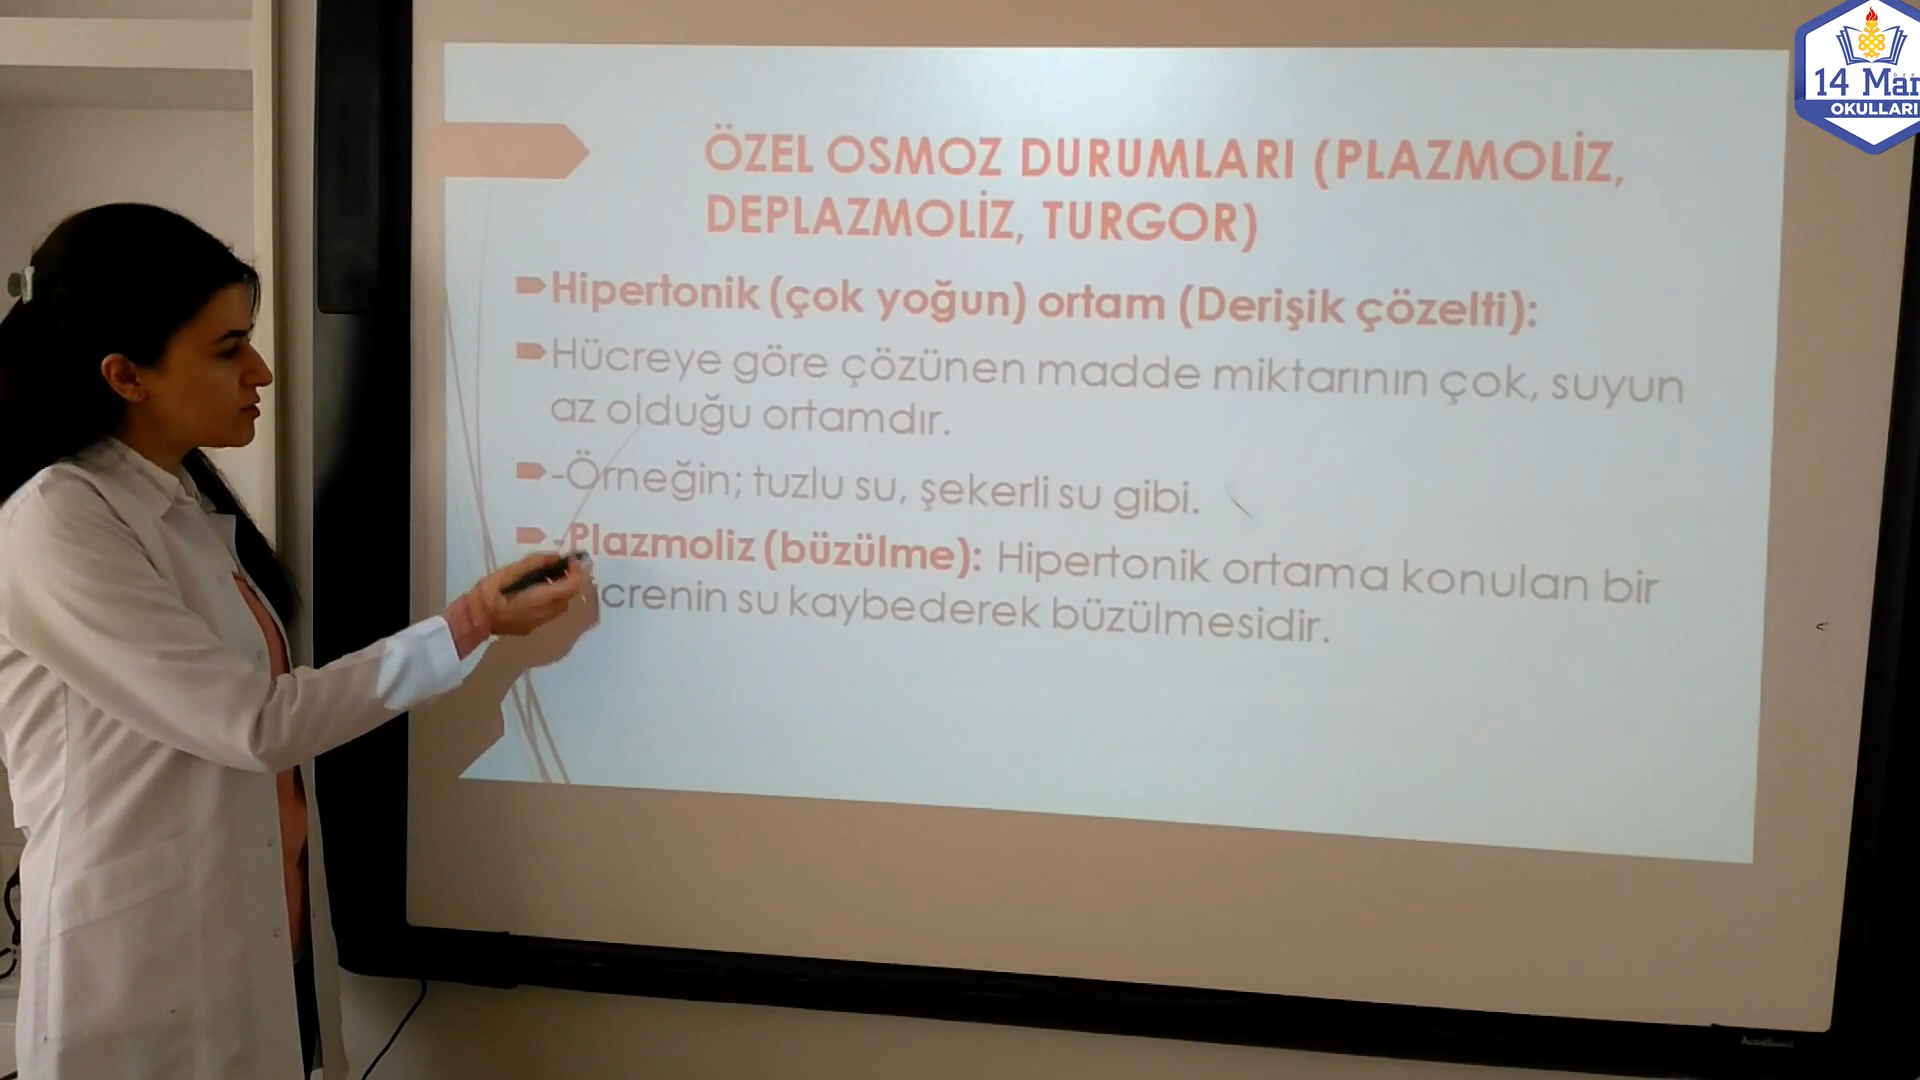 14 Mar
OKULLARI
ÖZEL OSMOZ DURUMLARI (PLAZMOLİZ,
DEPLAZMOLİZ, TURGOR)
Hipertonik (çok yoğun) ortam (Derişik çözelti):
Hücreye göre çözünen madde miktarının çok, suyun
az olduğu ortamdır.
-Örneğin; tuzlu su, şekerli su gibi.
-Plazmoliz (büzülme): Hipertonik ortama konulan bir
crenin su kaybederek büzülmesidir.